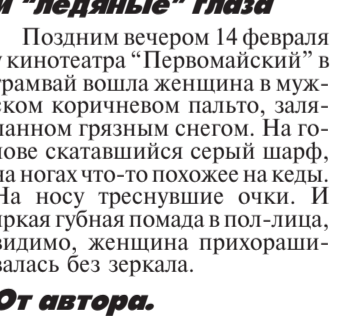 и “ледяные” глаза
Поздним вечером 14 февраля
у кинотеатра “Первомайский” в
трамвай вошла женщина в муж-
ском коричневом пальто, заля-
панном грязным снегом. На го-
лове скатавшийся серый шарф,
на ногах что-то похожее на кеды.
На носу треснувшие очки. И
яркая губная помада в пол-лица,
видимо, женщина прихораши-
валась без зеркала.
От автора.